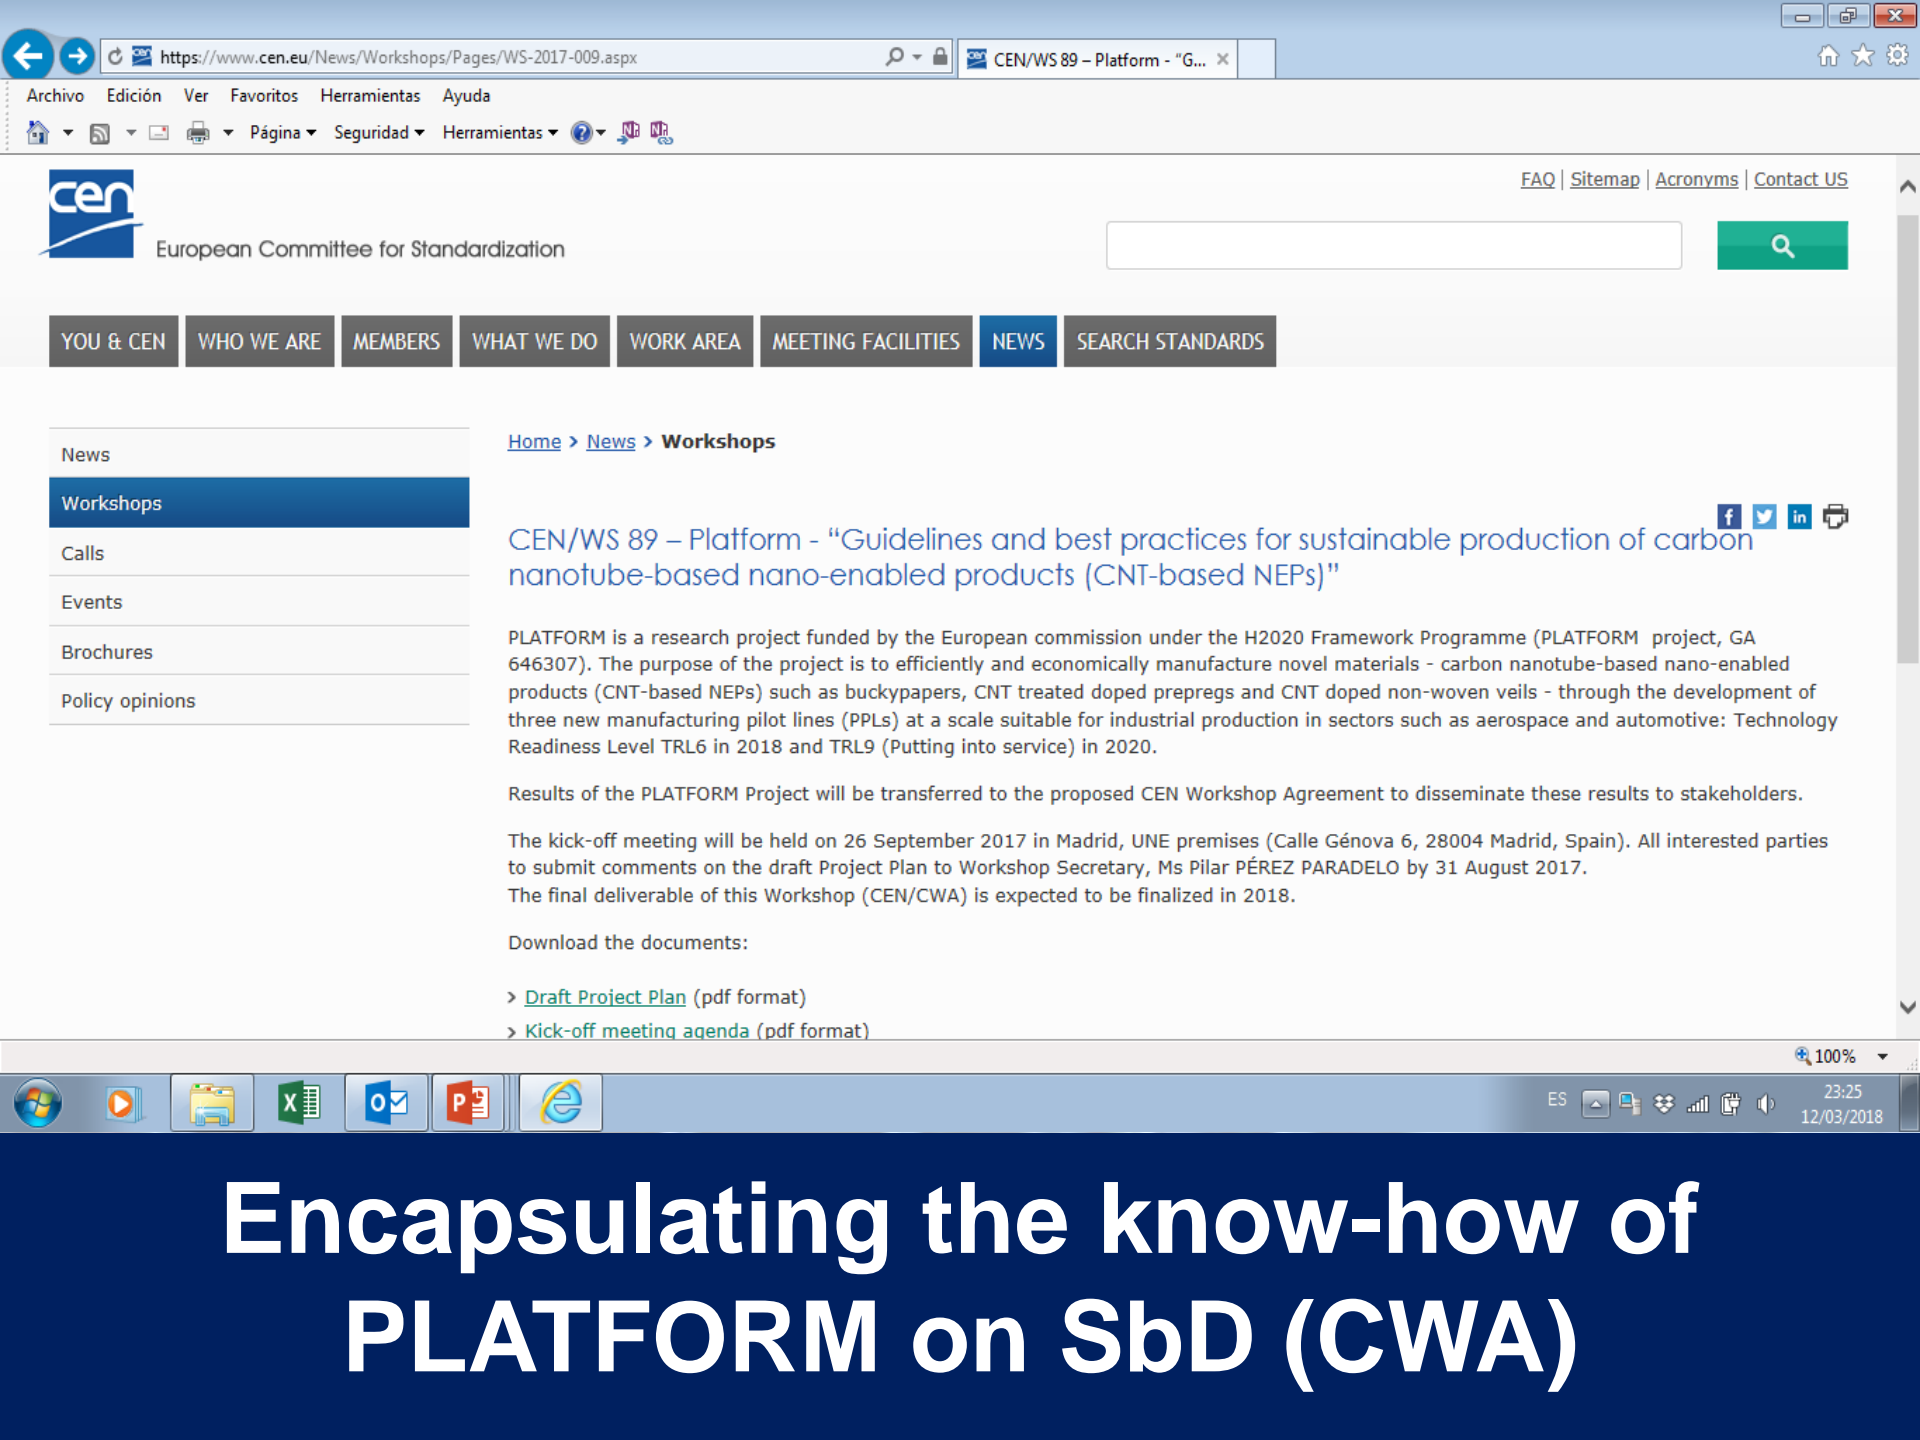 https://www.cen.eu/News/Workshops/Pages/WS-2017-009.aspx
CEN/WS 89 – Platform - “G...
Archivo Edición Ver Favoritos Herramientas Ayuda
Página Seguridad Herramientas
FAQ | Sitemap | Acronyms | Contact US
cen
European Committee for Standardization
YOU & CEN WHO WE ARE MEMBERS WHAT WE DO WORK AREA MEETING FACILITIES NEWS SEARCH STANDARDS
News
Workshops
Calls
Events
Brochures
Policy opinions
Home > News > Workshops
CEN/WS 89 – Platform - “Guidelines and best practices for sustainable production of carbon
nanotube-based nano-enabled products (CNT-based NEPs)”
PLATFORM is a research project funded by the European commission under the H2020 Framework Programme (PLATFORM project, GA
646307). The purpose of the project is to efficiently and economically manufacture novel materials - carbon nanotube-based nano-enabled
products (CNT-based NEPs) such as buckypapers, CNT treated doped prepregs and CNT doped non-woven veils - through the development of
three new manufacturing pilot lines (PPLs) at a scale suitable for industrial production in sectors such as aerospace and automotive: Technology
Readiness Level TRL6 in 2018 and TRL9 (Putting into service) in 2020.
Results of the PLATFORM Project will be transferred to the proposed CEN Workshop Agreement to disseminate these results to stakeholders.
The kick-off meeting will be held on 26 September 2017 in Madrid, UNE premises (Calle Génova 6, 28004 Madrid, Spain). All interested parties
to submit comments on the draft Project Plan to Workshop Secretary, Ms Pilar PÉREZ PARADELO by 31 August 2017.
The final deliverable of this Workshop (CEN/CWA) is expected to be finalized in 2018.
Download the documents:
> Draft Project Plan (pdf format)
> Kick-off meeting agenda (pdf format)
100%
ES
23:25
12/03/2018
Encapsulating the know-how of
PLATFORM on SbD (CWA)